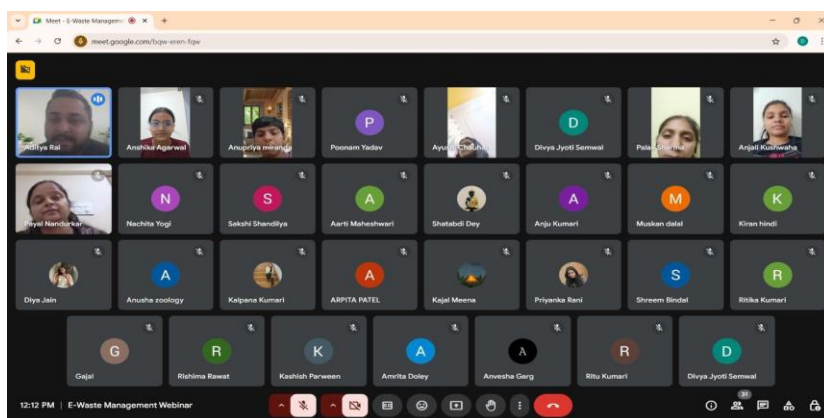 Meet - E-Waste Managem
meet.google.com/bqw-eren-fqw
Aditya Rai
Anshika Agarwal
Anupriya miranda
P
Poonam Yadav
Ayushi Chauhan
D
Divya Jyoti Semwal
Palak Sharma
Anjali Kushwaha
Payal Nandurkar
N
Nachita Yogi
S
Sakshi Shandilya
A
Aarti Maheshwari
Shatabdi Dey
A
Anju Kumari
M
Muskan dalal
K
Kiran hindi
Diya Jain
A
Anusha zoology
Kalpana Kumari
A
ARPITA PATEL
Kajal Meena
Priyanka Rani
S
Shreem Bindal
R
Ritika Kumari
G
Gajal
R
Rishima Rawat
K
Kashish Parween
A
Amrita Doley
A
Anvesha Garg
R
Ritu Kumari
D
Divya Jyoti Semwal
12:12 PM | E-Waste Management Webinar
31